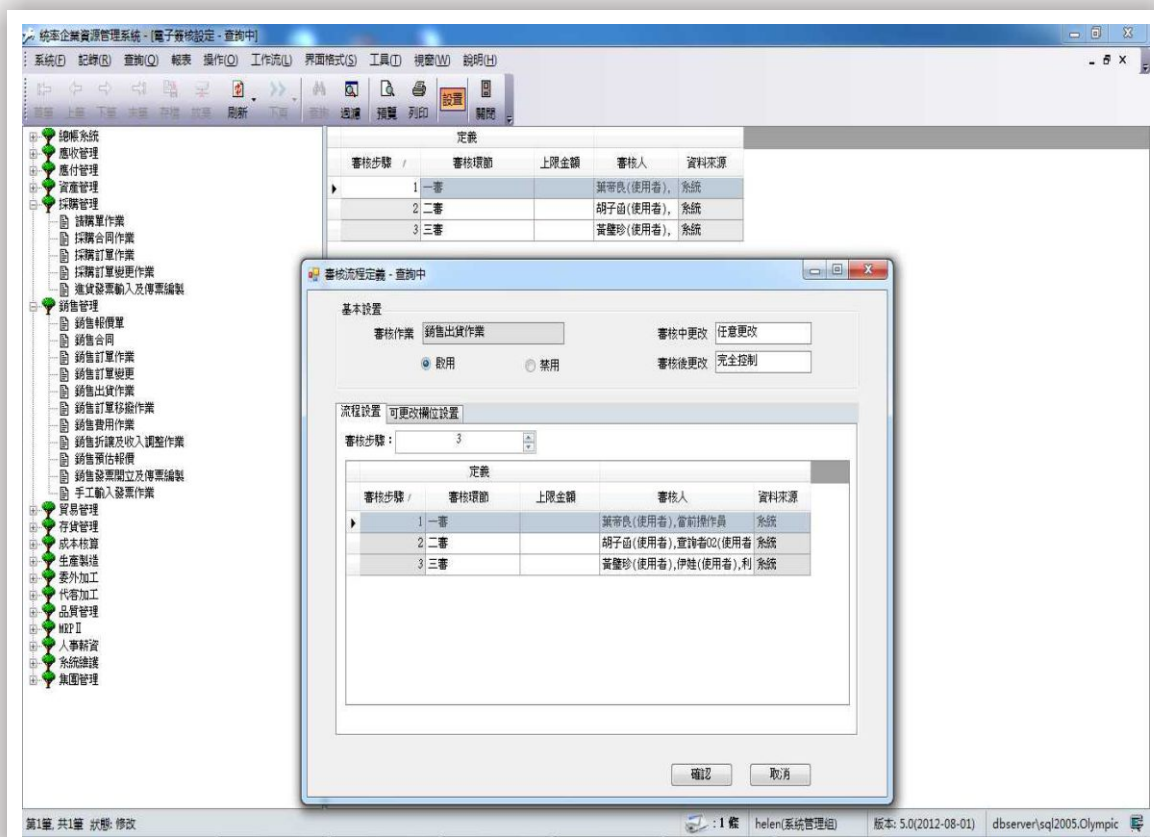 統率企業資源管理系統 - [電子簽核設定 - 查詢中]
系統(F) 記錄(R) 查詢(Q) 報表 操作(O) 工作流(L) 界面格式(S) 工具(T) 視窗(W) 說明(H)
首筆 上筆 下筆 末筆 存檔 放棄 刷新 下頁 查詢 過濾 預覽 列印 設置 關閉
總帳系統
應收管理
應付管理
資產管理
採購管理
請購單作業
採購合同作業
採購訂單作業
採購訂單變更作業
進貨發票輸入及傳票編製
銷售管理
銷售報價單
銷售合同
銷售訂單作業
銷售訂單變更
銷售出貨作業
銷售訂單移撥作業
銷售費用作業
銷售折讓及收入調整作業
銷售預估報價
銷售發票開立及傳票編製
手工輸入發票作業
貿易管理
存貨管理
成本核算
生產製造
委外加工
代客加工
品質管理
MRPⅡ
人事薪資
系統維護
集團管理
定義
審核步驟 / 審核環節 上限金額 審核人 資料來源
1 一審 葉帝良(使用者), 系統
2 二審 胡子函(使用者), 系統
3 三審 黃璧珍(使用者), 系統
審核流程定義 - 查詢中
基本設置
審核作業 銷售出貨作業 審核中更改 任意更改
啟用 禁用 審核後更改 完全控制
流程設置 可更改欄位設置
審核步驟: 3
定義
審核步驟 / 審核環節 上限金額 審核人 資料來源
1 一審 葉帝良(使用者),當前操作員 系統
2 二審 胡子函(使用者),查詢者02(使用者 系統
3 三審 黃璧珍(使用者),伊娃(使用者),利 系統
確認 取消
第1筆, 共1筆 狀態: 修改 : 1 條 helen(系統管理組) 版本: 5.0(2012-08-01) dbserver\sql2005.Olympic